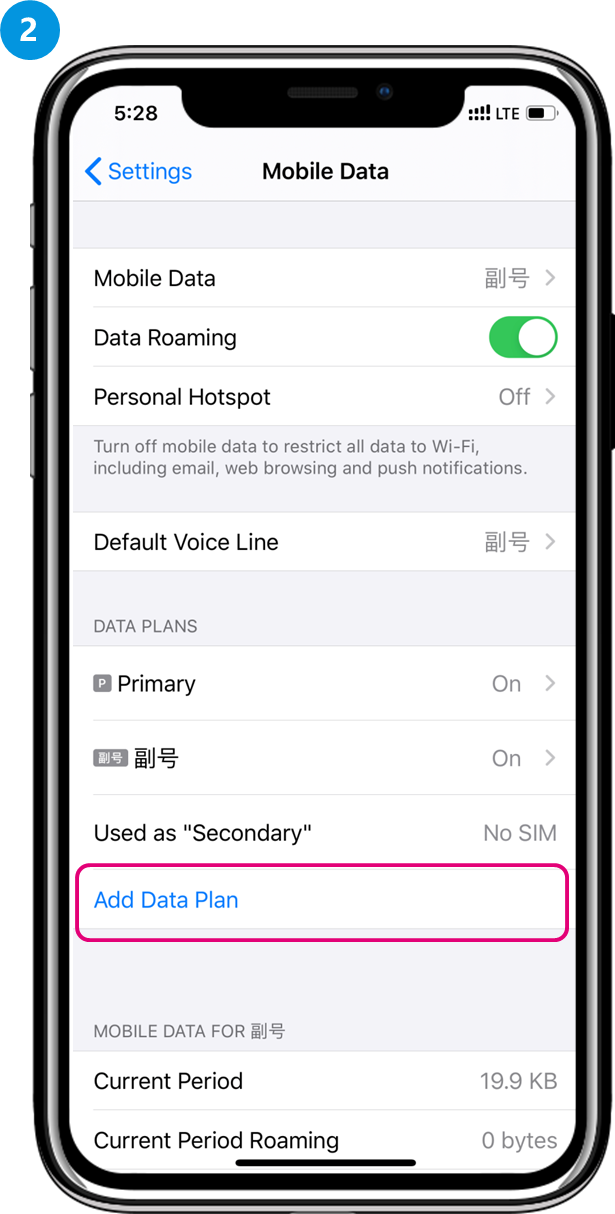 2
5:28
LTE
Settings
Mobile Data
Mobile Data 副号
Data Roaming
Personal Hotspot Off
Turn off mobile data to restrict all data to Wi-Fi,
including email, web browsing and push notifications.
Default Voice Line 副号
DATA PLANS
P Primary On
副号 副号 On
Used as "Secondary" No SIM
Add Data Plan
MOBILE DATA FOR 副号
Current Period 19.9 KB
Current Period Roaming 0 bytes